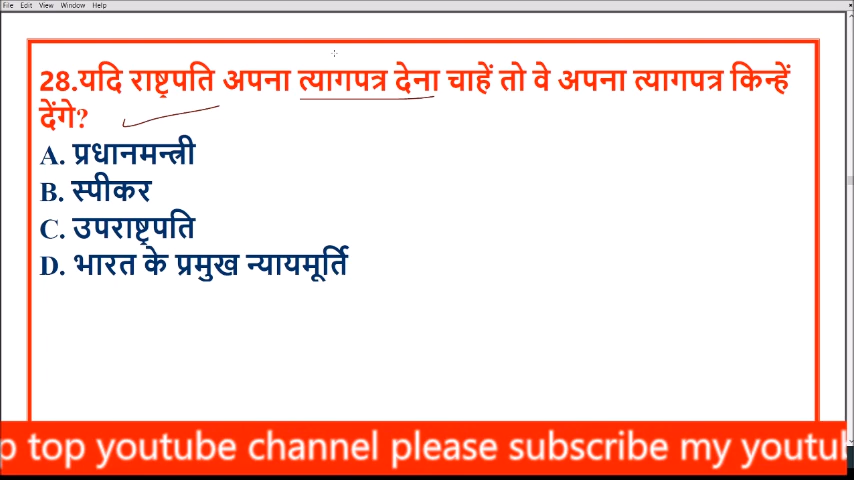 File Edit View Window Help
28.यदि राष्ट्रपति अपना त्यागपत्र देना चाहें तो वे अपना त्यागपत्र किन्हें
देंगे?
A. प्रधानमन्त्री
B. स्पीकर
C. उपराष्ट्रपति
D. भारत के प्रमुख न्यायमूर्ति
p top youtube channel please subscribe my youtu